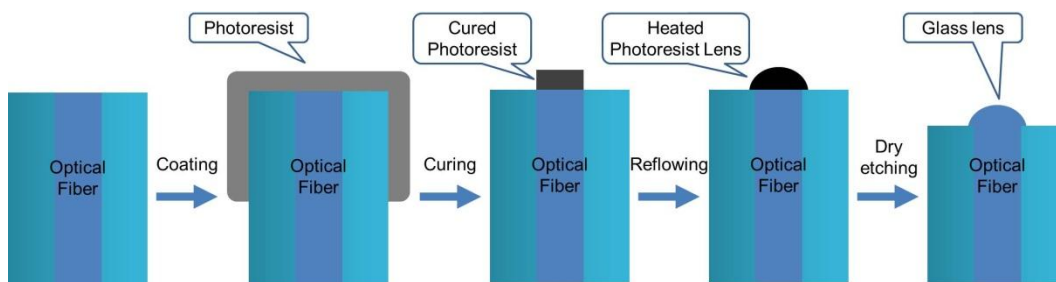 Photoresist
Cured
Photoresist
Heated
Photoresist Lens
Glass lens
Optical
Fiber
Coating
Optical
Fiber
Curing
Optical
Fiber
Reflowing
Optical
Fiber
Dry
etching
Optical
Fiber